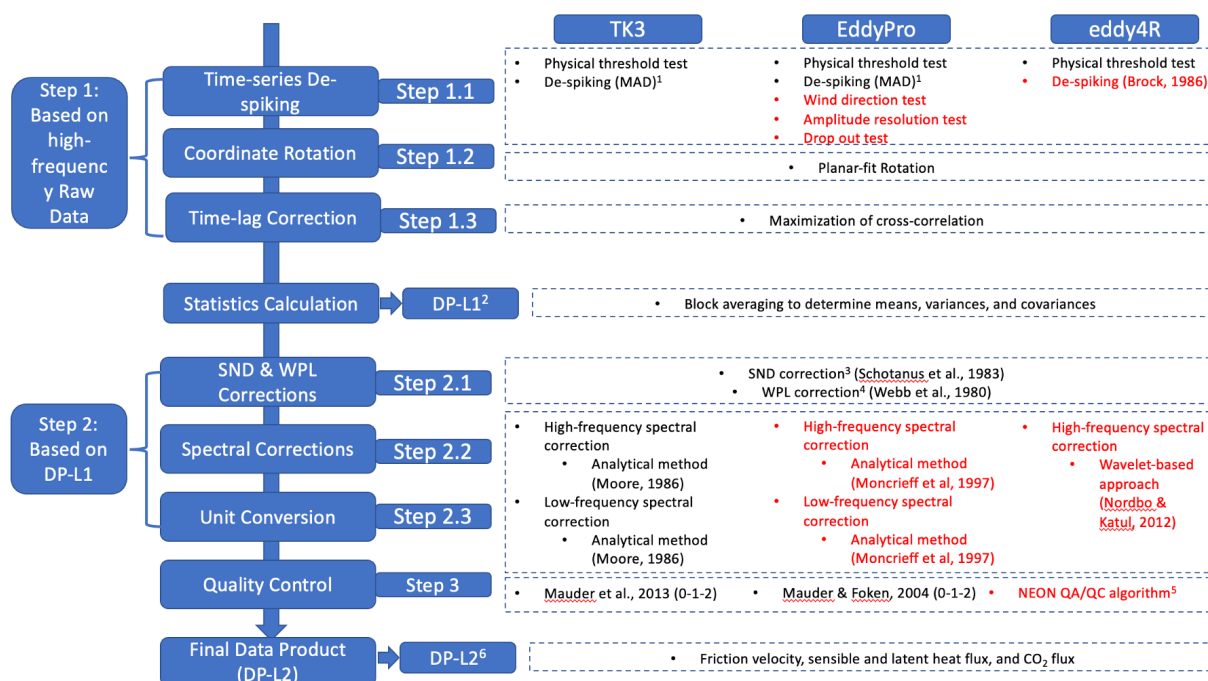 TK3
EddyPro
eddy4R
Step 1:
Based on
high-
frequenc
y Raw
Data
Time-series De-
spiking
Step 1.1
• Physical threshold test
• De-spiking (MAD)¹
• Physical threshold test
• De-spiking (MAD)¹
• Wind direction test
• Amplitude resolution test
• Drop out test
• Physical threshold test
• De-spiking (Brock, 1986)
Coordinate Rotation
Step 1.2
• Planar-fit Rotation
Time-lag Correction
Step 1.3
• Maximization of cross-correlation
Statistics Calculation
DP-L1²
• Block averaging to determine means, variances, and covariances
Step 2:
Based on
DP-L1
SND & WPL
Corrections
Step 2.1
• SND correction³ (Schotanus et al., 1983)
• WPL correction⁴ (Webb et al., 1980)
Spectral Corrections
Step 2.2
• High-frequency spectral
correction
• Analytical method
(Moore, 1986)
• Low-frequency spectral
correction
• Analytical method
(Moore, 1986)
• High-frequency spectral
correction
• Analytical method
(Moncrieff et al, 1997)
• Low-frequency spectral
correction
• Analytical method
(Moncrieff et al, 1997)
• High-frequency spectral
correction
• Wavelet-based
approach
(Nordbo &
Katul, 2012)
Unit Conversion
Step 2.3
Quality Control
Step 3
• Mauder et al., 2013 (0-1-2)
• Mauder & Foken, 2004 (0-1-2)
• NEON QA/QC algorithm⁵
Final Data Product
(DP-L2)
DP-L2⁶
• Friction velocity, sensible and latent heat flux, and CO₂ flux